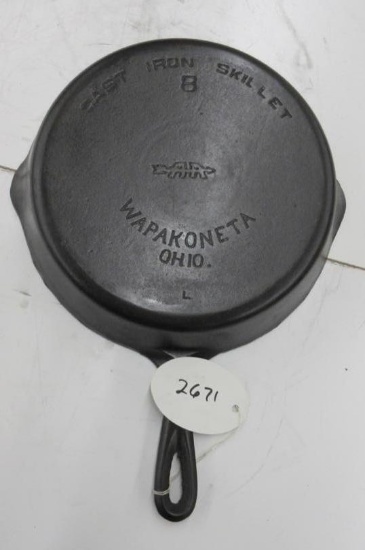 CAST IRON SKILLET
8
WAPAKONETA
OHIO.
L
2671